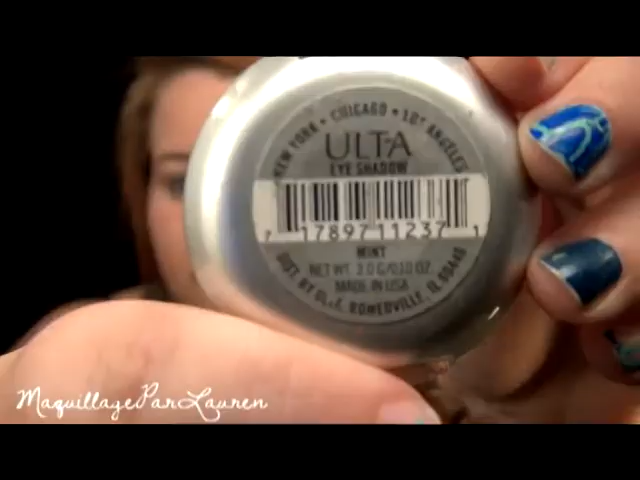 NEW YORK • CHICAGO • LOS ANGELES
ULTA
EYE SHADOW
7 17897 11237 1
MINT
NET WT. 3.0 G/0.10 OZ.
MADE IN USA
DIST. BY
ROMEOVILLE, IL 60446
MaquillageParLauren